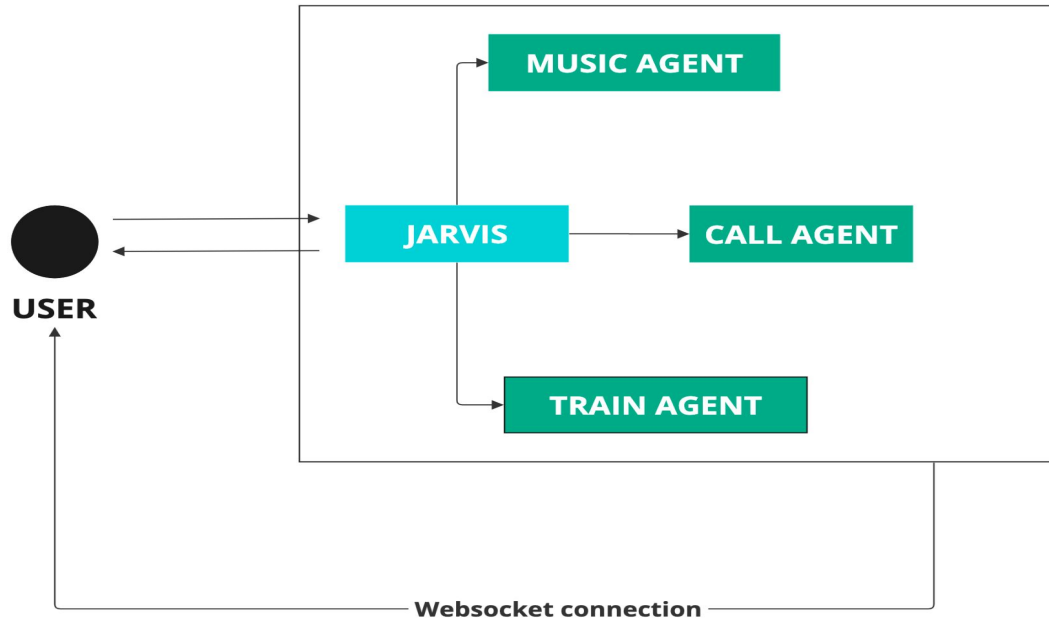 MUSIC AGENT
JARVIS
CALL AGENT
USER
TRAIN AGENT
Websocket connection